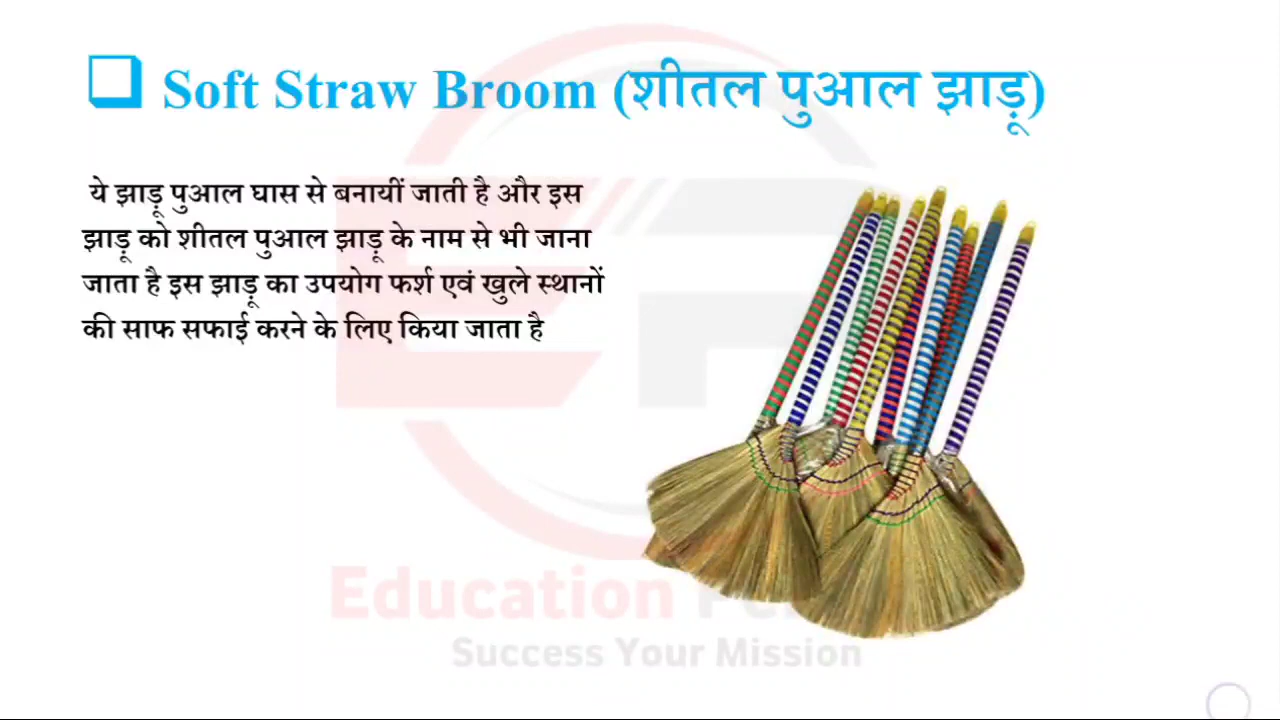 Soft Straw Broom (शीतल पुआल झाड़ू)
ये झाड़ू पुआल घास से बनायीं जाती है और इस
झाड़ू को शीतल पुआल झाड़ू के नाम से भी जाना
जाता है इस झाड़ू का उपयोग फर्श एवं खुले स्थानों
की साफ सफाई करने के लिए किया जाता है
Education
Success Your Mission